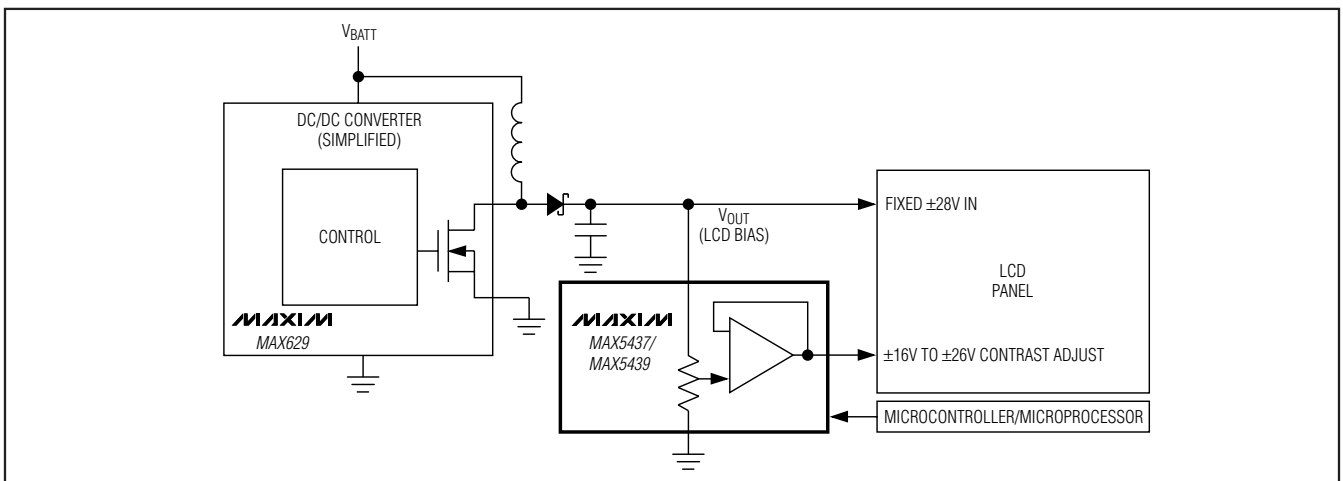 VBATT
DC/DC CONVERTER
(SIMPLIFIED)
CONTROL
MAXIM
MAX629
VOUT
(LCD BIAS)
MAXIM
MAX5437/
MAX5439
FIXED ±28V IN
LCD
PANEL
±16V TO ±26V CONTRAST ADJUST
MICROCONTROLLER/MICROPROCESSOR